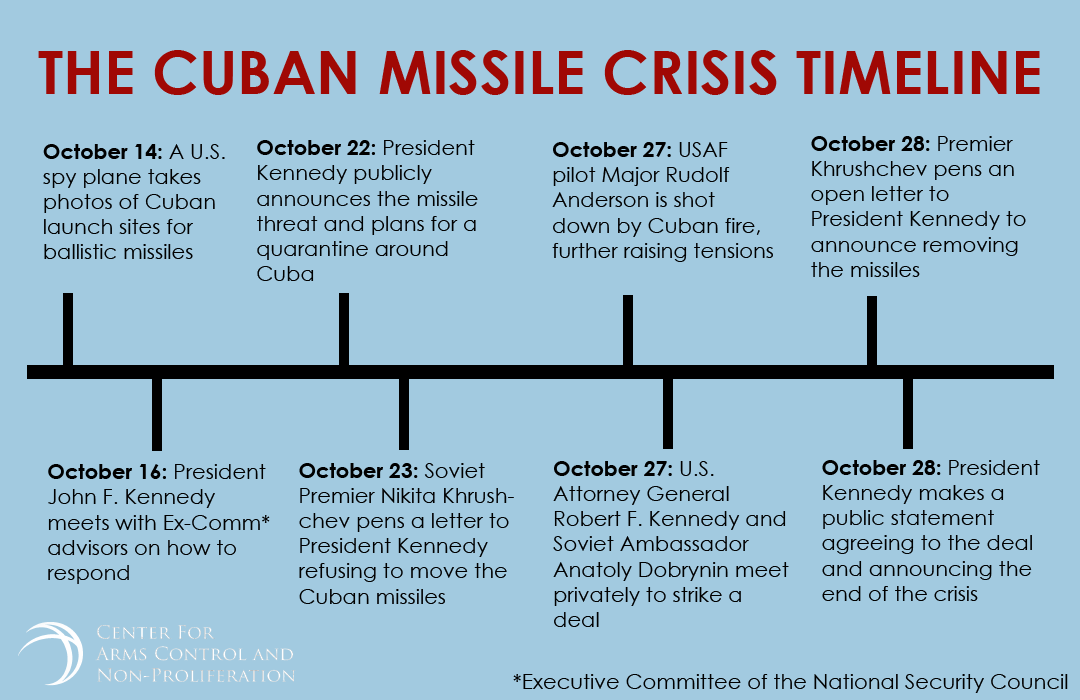 THE CUBAN MISSILE CRISIS TIMELINE
October 14: A U.S.
spy plane takes
photos of Cuban
launch sites for
ballistic missiles
October 22: President
Kennedy publicly
announces the missile
threat and plans for a
quarantine around
Cuba
October 27: USAF
pilot Major Rudolf
Anderson is shot
down by Cuban fire,
further raising tensions
October 28: Premier
Khrushchev pens an
open letter to
President Kennedy to
announce removing
the missiles
October 16: President
John F. Kennedy
meets with Ex-Comm*
advisors on how to
respond
October 23: Soviet
Premier Nikita Khrush-
chev pens a letter to
President Kennedy
refusing to move the
Cuban missiles
October 27: U.S.
Attorney General
Robert F. Kennedy and
Soviet Ambassador
Anatoly Dobrynin meet
privately to strike a
deal
October 28: President
Kennedy makes a
public statement
agreeing to the deal
and announcing the
end of the crisis
CENTER FOR
ARMS CONTROL AND
NON-PROLIFERATION
*Executive Committee of the National Security Council